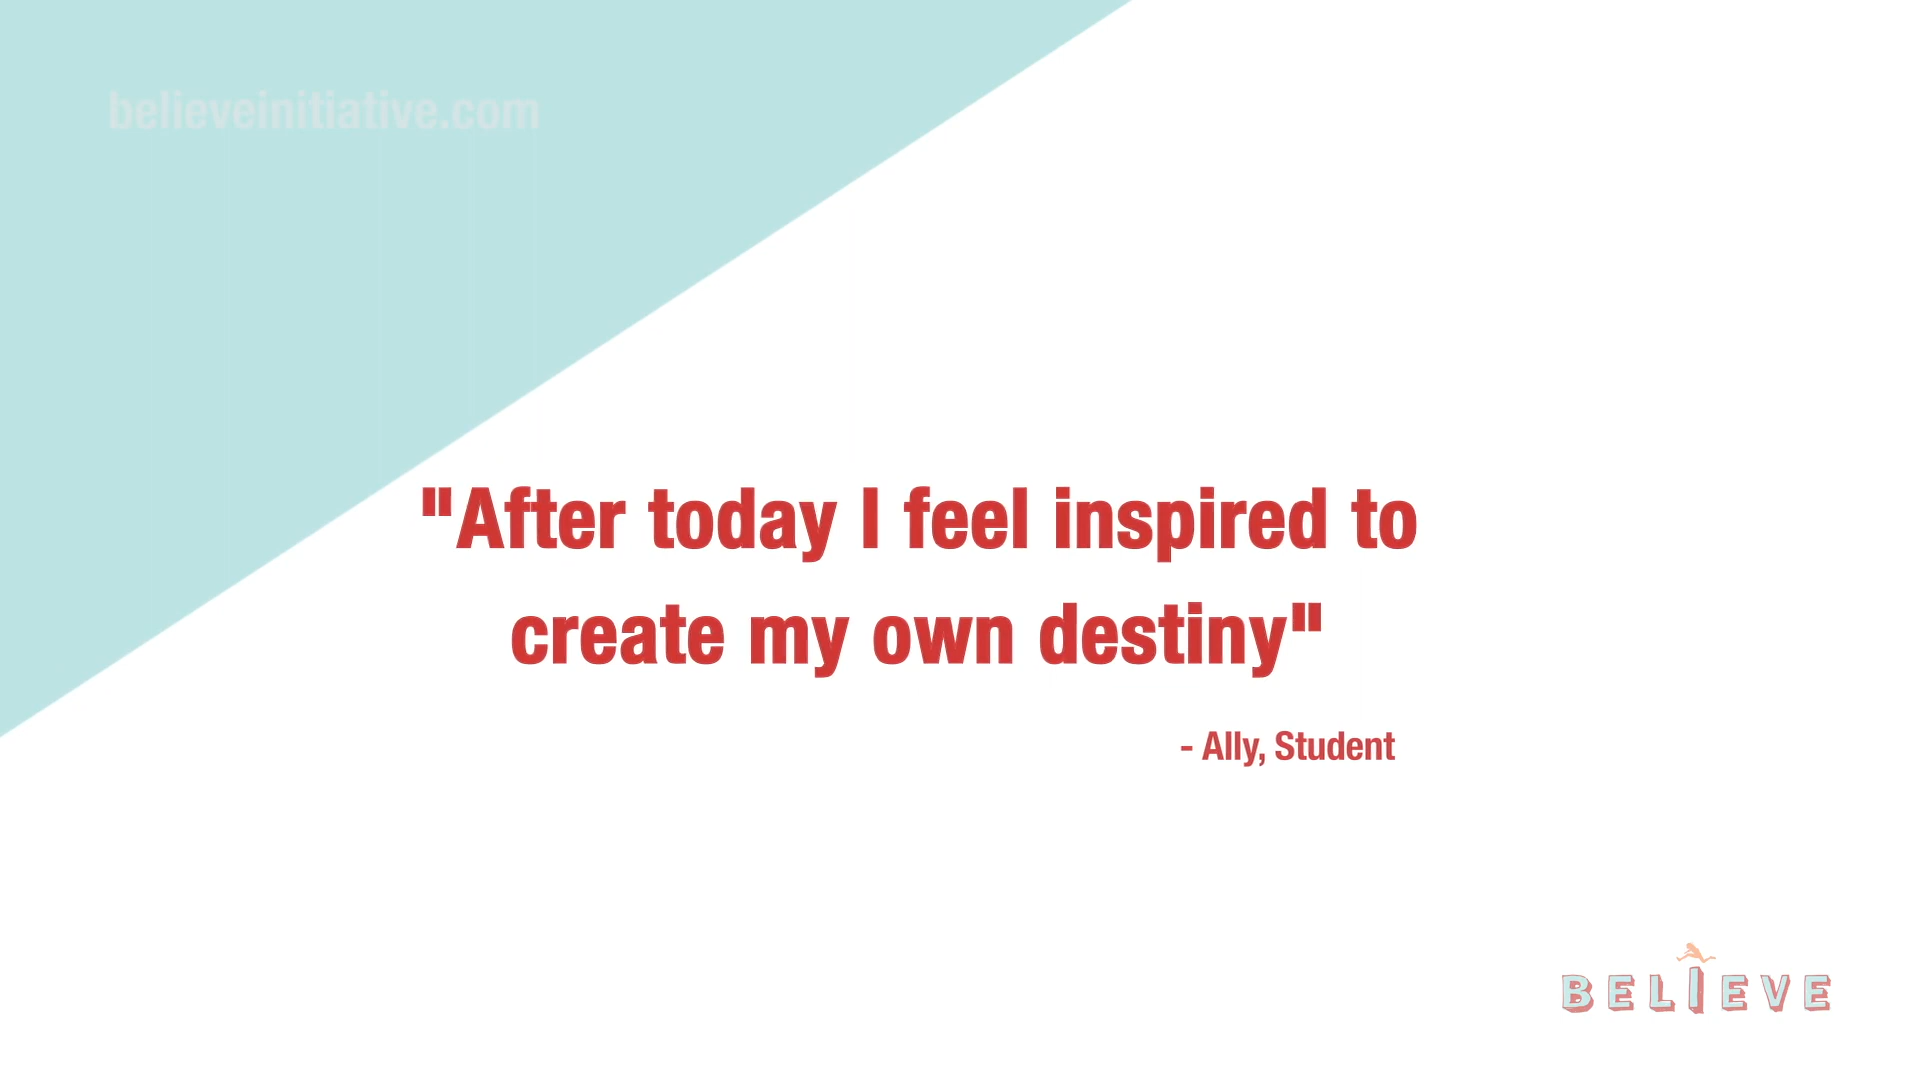 believeinitiative.com
"After today I feel inspired to
create my own destiny"
- Ally, Student
BELIEVE